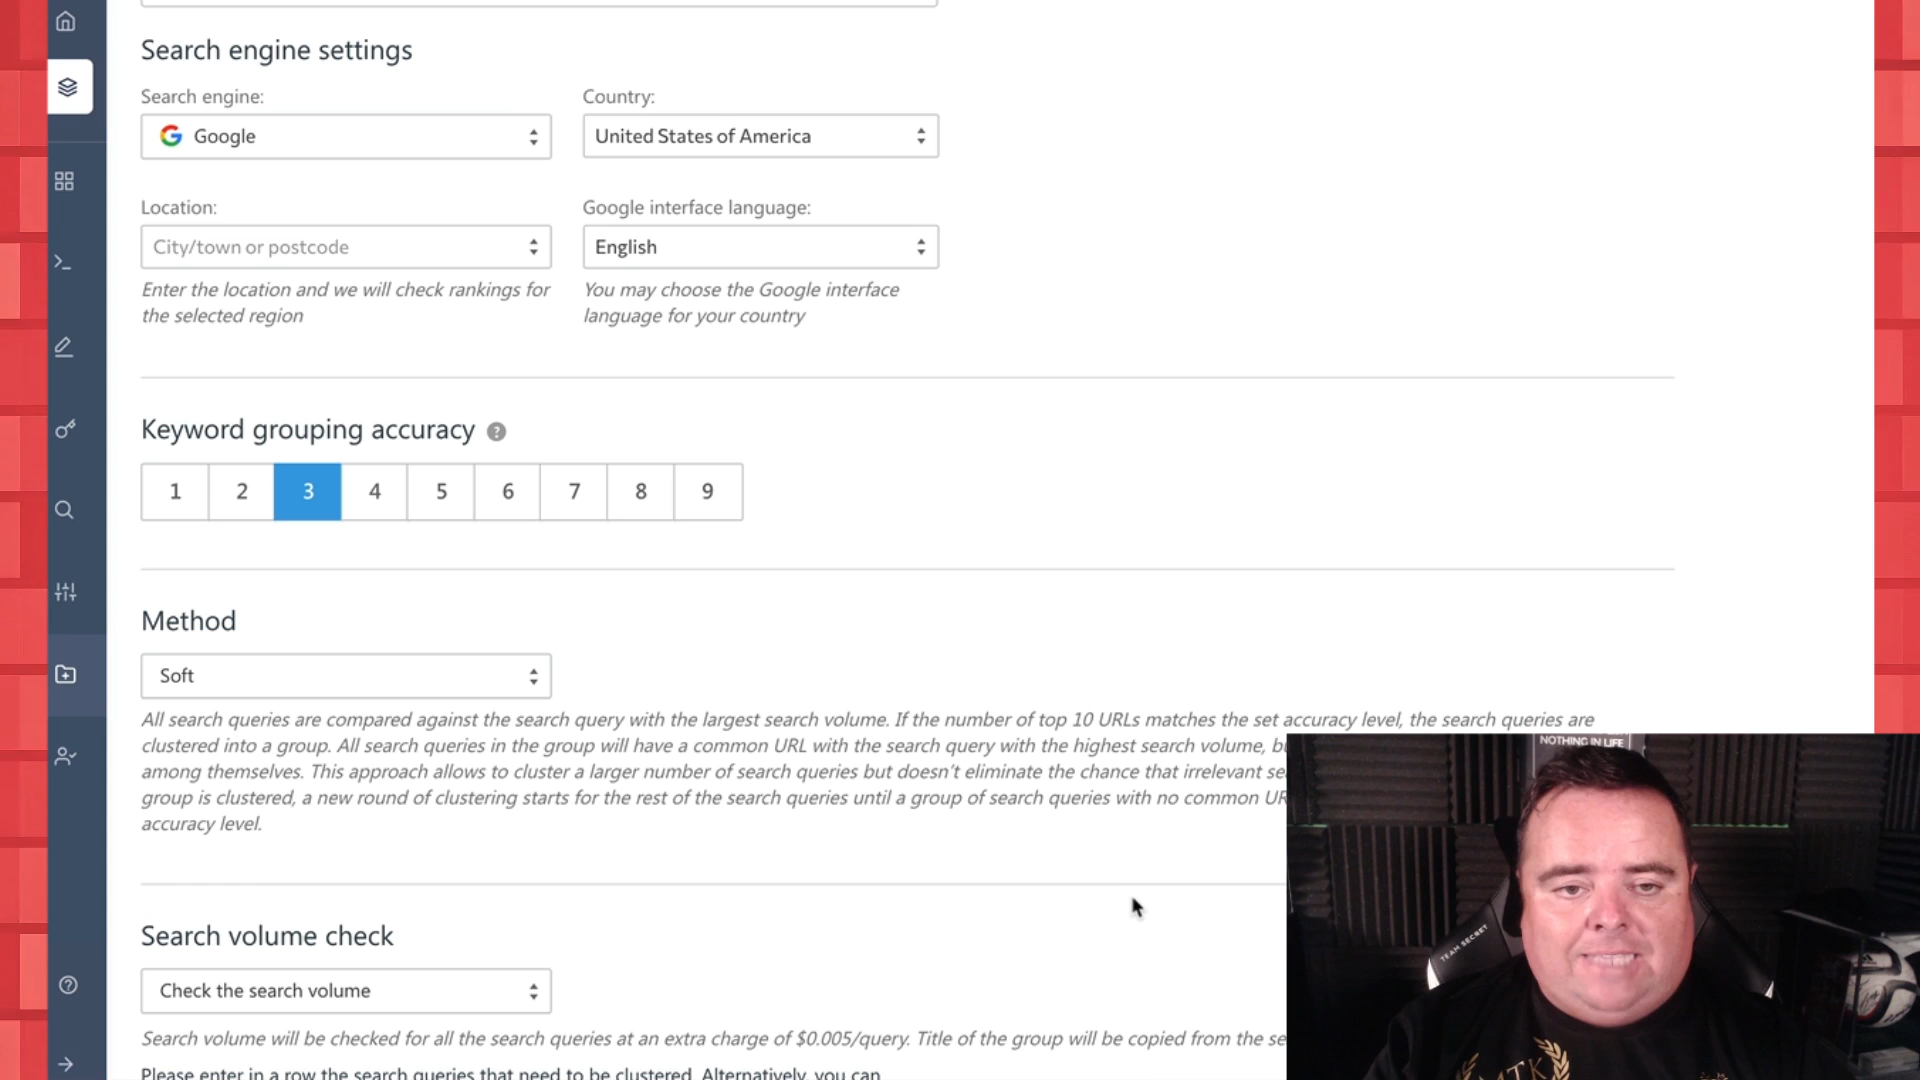 Search engine settings
Search engine:
Country:
Google
United States of America
Location:
Google interface language:
City/town or postcode
English
Enter the location and we will check rankings for
the selected region
You may choose the Google interface
language for your country
Keyword grouping accuracy ?
1 2 3 4 5 6 7 8 9
Method
Soft
All search queries are compared against the search query with the largest search volume. If the number of top 10 URLs matches the set accuracy level, the search queries are
clustered into a group. All search queries in the group will have a common URL with the search query with the highest search volume,
among themselves. This approach allows to cluster a larger number of search queries but doesn't eliminate the chance that irrelevant
group is clustered, a new round of clustering starts for the rest of the search queries until a group of search queries with no common
accuracy level.
Search volume check
Check the search volume
Search volume will be checked for all the search queries at an extra charge of $0.005/query. Title of the group will be copied from the
Please enter in a row the search queries that need to be clustered. Alternatively, you can
NOTHING IN LIFE
TEAM SECRET
MTK